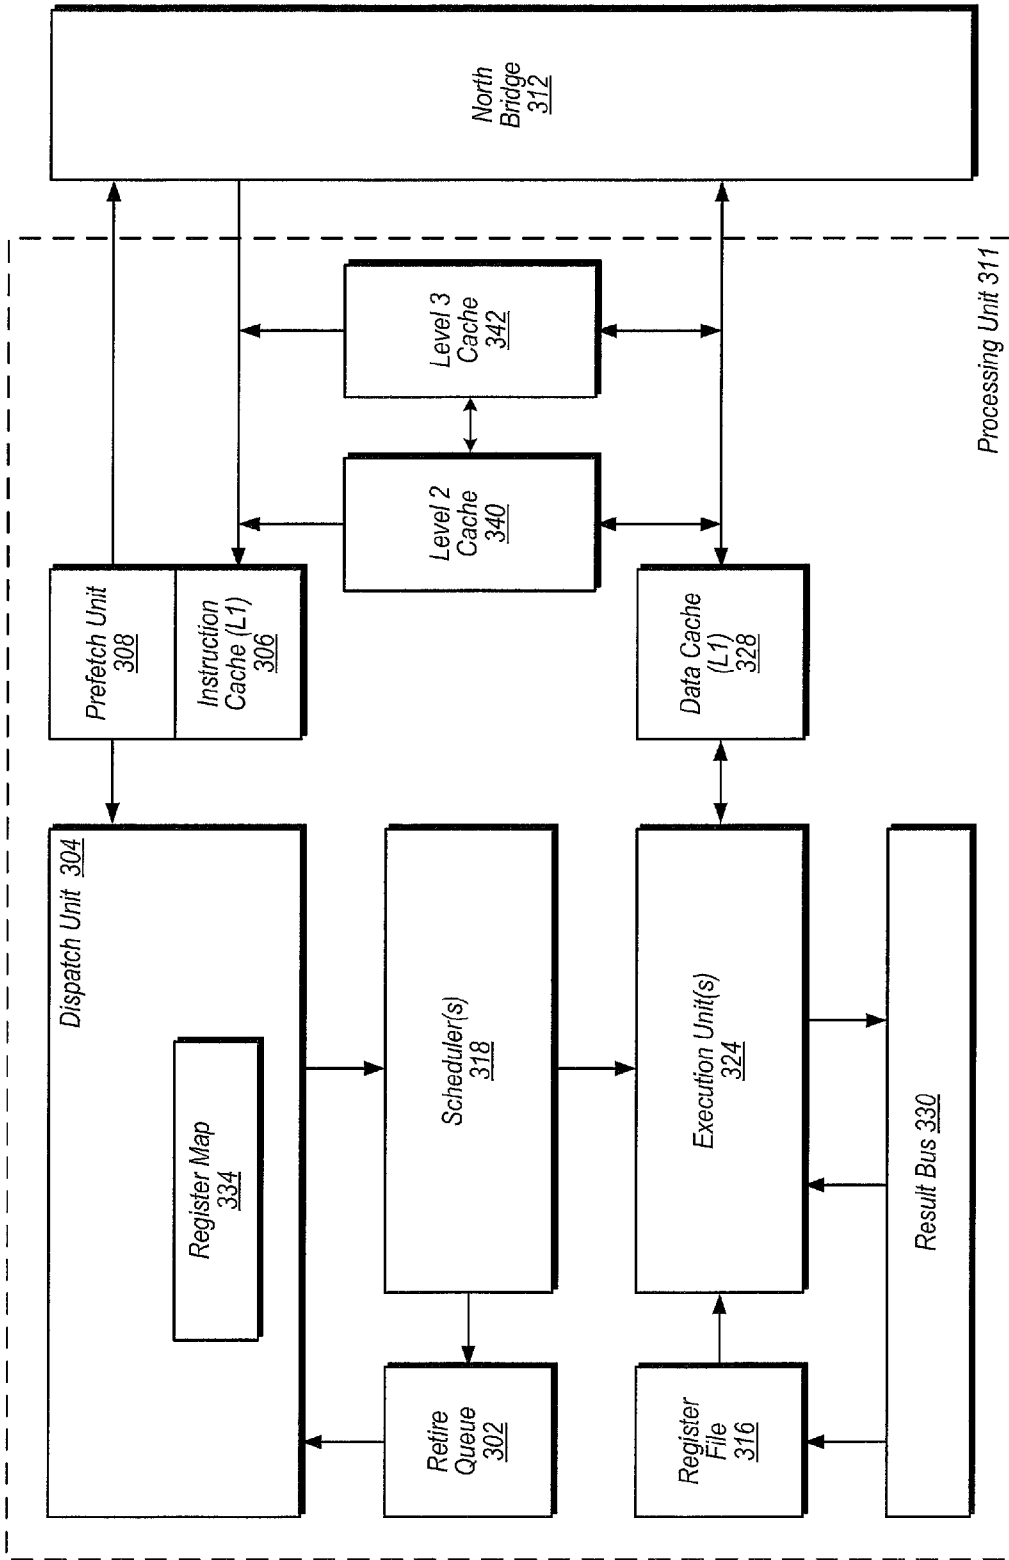 Dispatch Unit 304
Register Map
334
Prefetch Unit
308
Instruction
Cache (L1)
306
North
Bridge
312
Retire
Queue
302
Scheduler(s)
318
Level 2
Cache
340
Level 3
Cache
342
Register
File
316
Execution Unit(s)
324
Data Cache
(L1)
328
Result Bus 330
Processing Unit 311